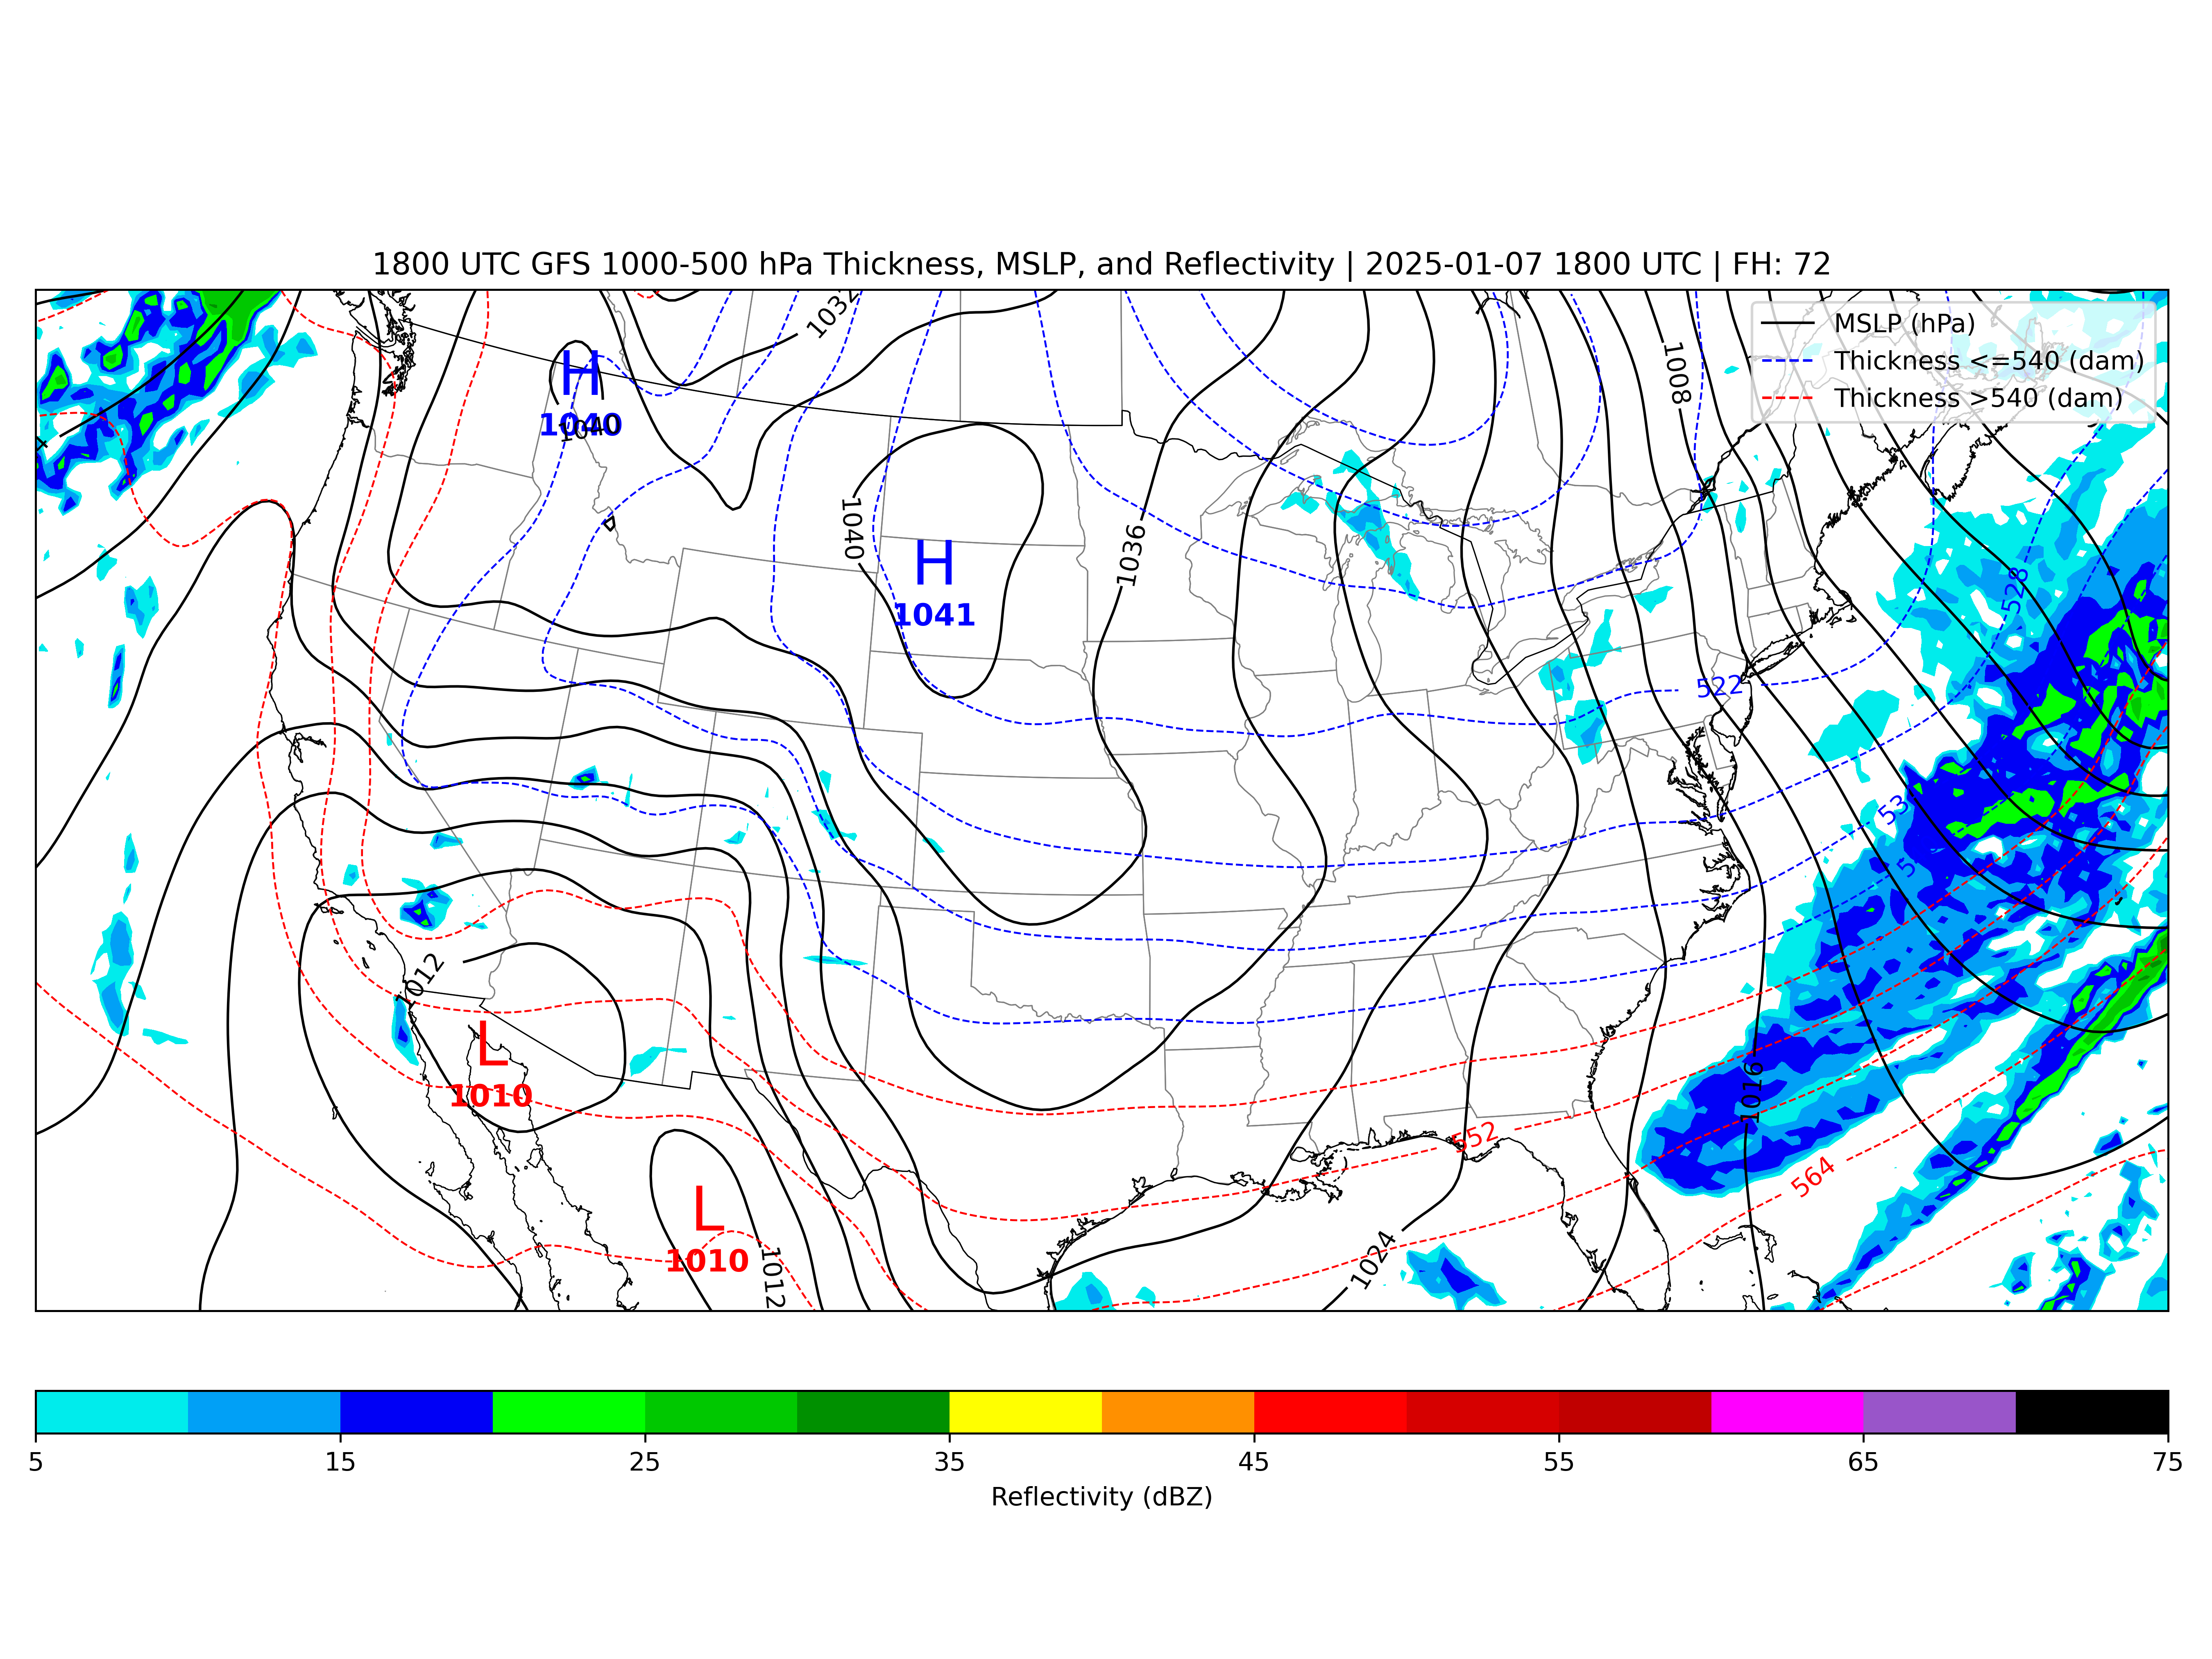 1800 UTC GFS 1000-500 hPa Thickness, MSLP, and Reflectivity | 2025-01-07 1800 UTC | FH: 72
MSLP (hPa)
Thickness <=540 (dam)
Thickness >540 (dam)
1032
1008
H
1040
1040
1040
H
1041
1036
528
522
53
5
1012
L
1010
1016
552
564
L
1010
1012
1024
5 15 25 35 45 55 65 75
Reflectivity (dBZ)